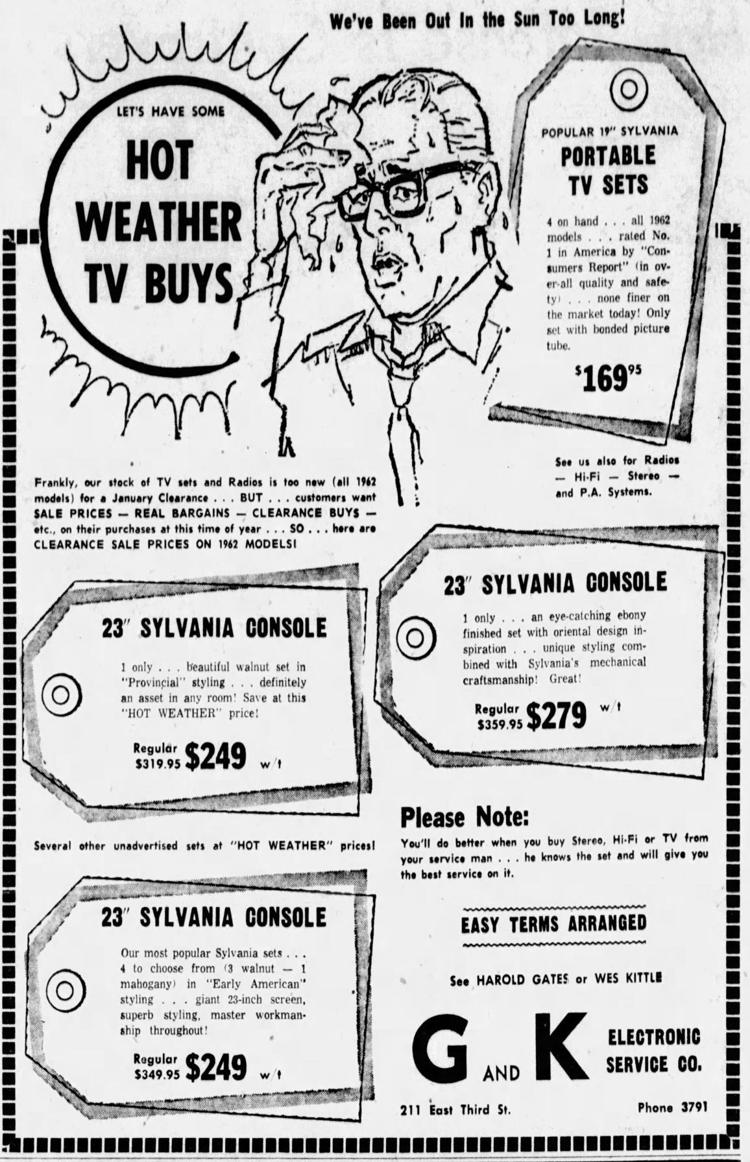 We've Been Out In the Sun Too Long!
LET'S HAVE SOME
HOT
WEATHER
TV BUYS
POPULAR 19" SYLVANIA
PORTABLE
TV SETS
4 on hand . . . all 1962
models . . . rated No.
1 in America by "Con-
sumers Report" (in ov-
er-all quality and safe-
ty) . . . none finer on
the market today! Only
set with bonded picture
tube.
$16995
See us also for Radios
— Hi-Fi — Stereo —
and P.A. Systems.
Frankly, our stock of TV sets and Radios is too new (all 1962
models) for a January Clearance . . . BUT . . . customers want
SALE PRICES — REAL BARGAINS — CLEARANCE BUYS —
etc., on their purchases at this time of year . . . SO . . . here are
CLEARANCE SALE PRICES ON 1962 MODELS!
23" SYLVANIA CONSOLE
1 only . . . beautiful walnut set in
"Provincial" styling . . . definitely
an asset in any room! Save at this
"HOT WEATHER" price!
Regular
$319.95 $249 w/t
23" SYLVANIA CONSOLE
1 only . . . an eye-catching ebony
finished set with oriental design in-
spiration . . . unique styling com-
bined with Sylvania's mechanical
craftsmanship! Great!
Regular
$359.95 $279 w/t
Several other unadvertised sets at "HOT WEATHER" prices!
23" SYLVANIA CONSOLE
Our most popular Sylvania sets . . .
4 to choose from (3 walnut — 1
mahogany) in "Early American"
styling . . . giant 23-inch screen,
superb styling, master workman-
ship throughout!
Regular
$349.95 $249 w/t
Please Note:
You'll do better when you buy Stereo, Hi-Fi or TV from
your service man . . . he knows the set and will give you
the best service on it.
EASY TERMS ARRANGED
See HAROLD GATES or WES KITTLE
G AND K ELECTRONIC
SERVICE CO.
211 East Third St. Phone 3791